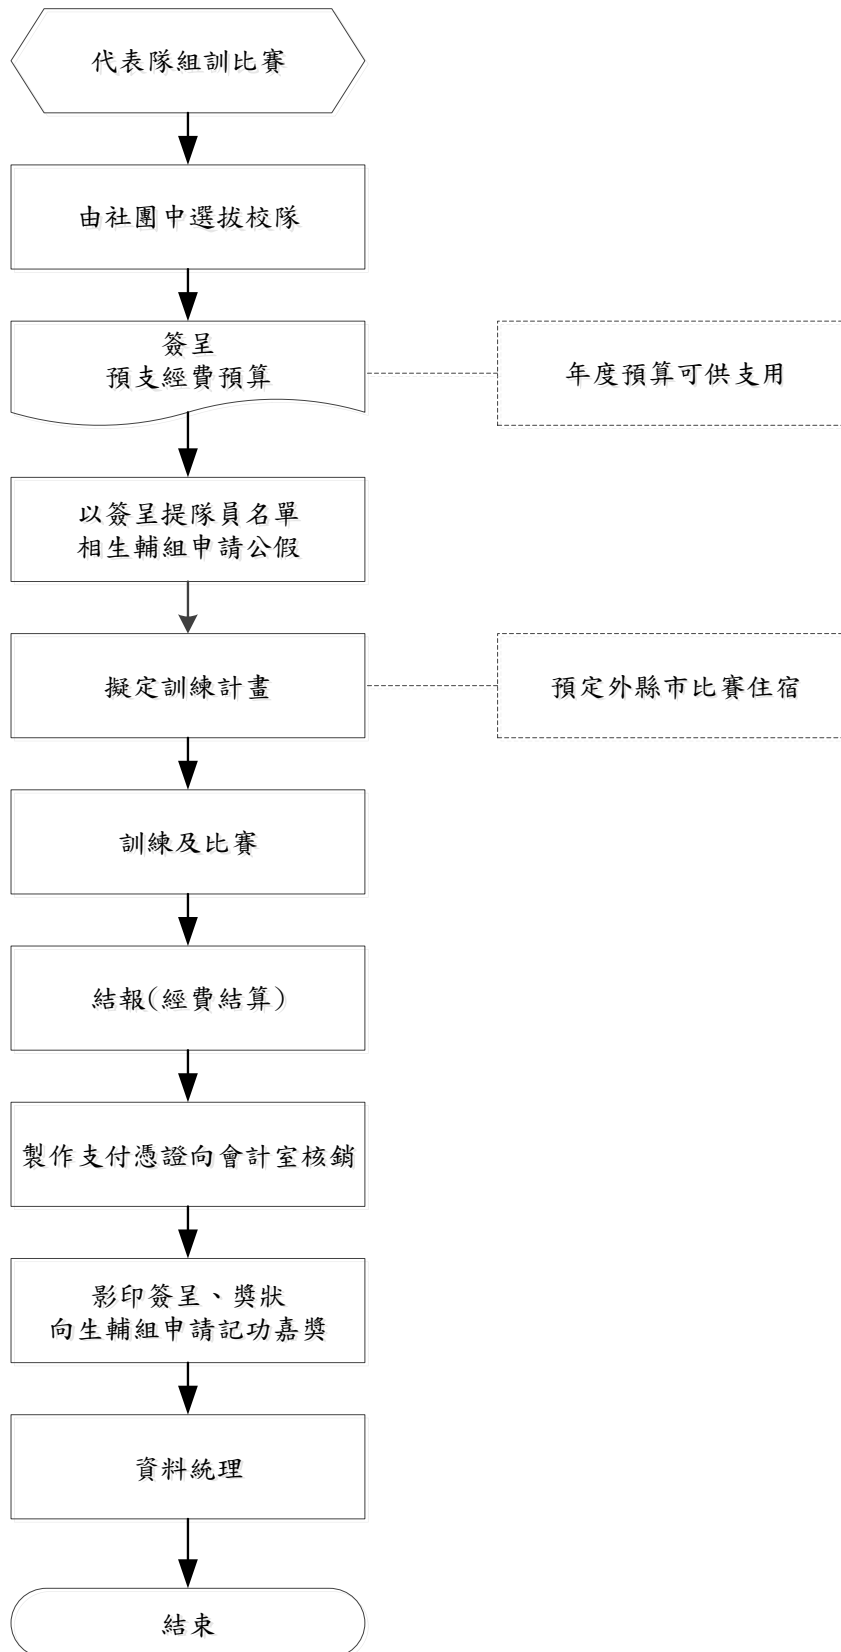 代表隊組訓比賽
由社團中選拔校隊
簽呈
預支經費預算
年度預算可供支用
以簽呈提隊員名單
相生輔組申請公假
擬定訓練計畫
預定外縣市比賽住宿
訓練及比賽
結報(經費結算)
製作支付憑證向會計室核銷
影印簽呈、獎狀
向生輔組申請記功嘉獎
資料統理
結束